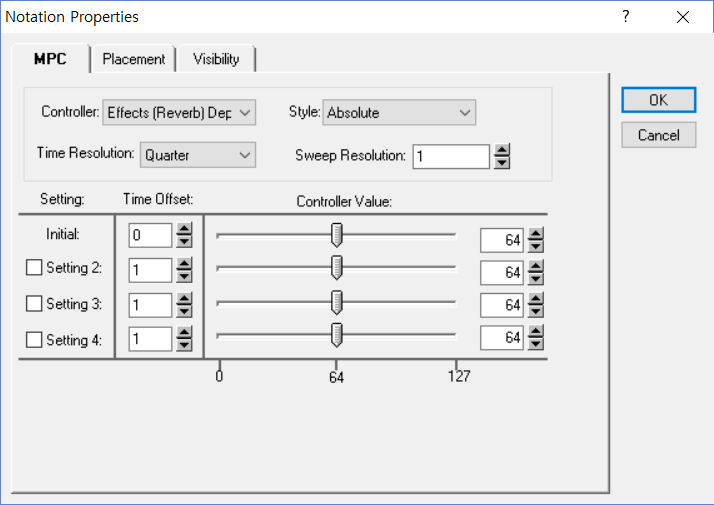 Notation Properties
?
MPC Placement Visibility
Controller: Effects (Reverb) Dep Style: Absolute
OK
Time Resolution: Quarter Sweep Resolution: 1
Cancel
Setting: Time Offset: Controller Value:
Initial: 0 64
Setting 2: 1 64
Setting 3: 1 64
Setting 4: 1 64
0 64 127